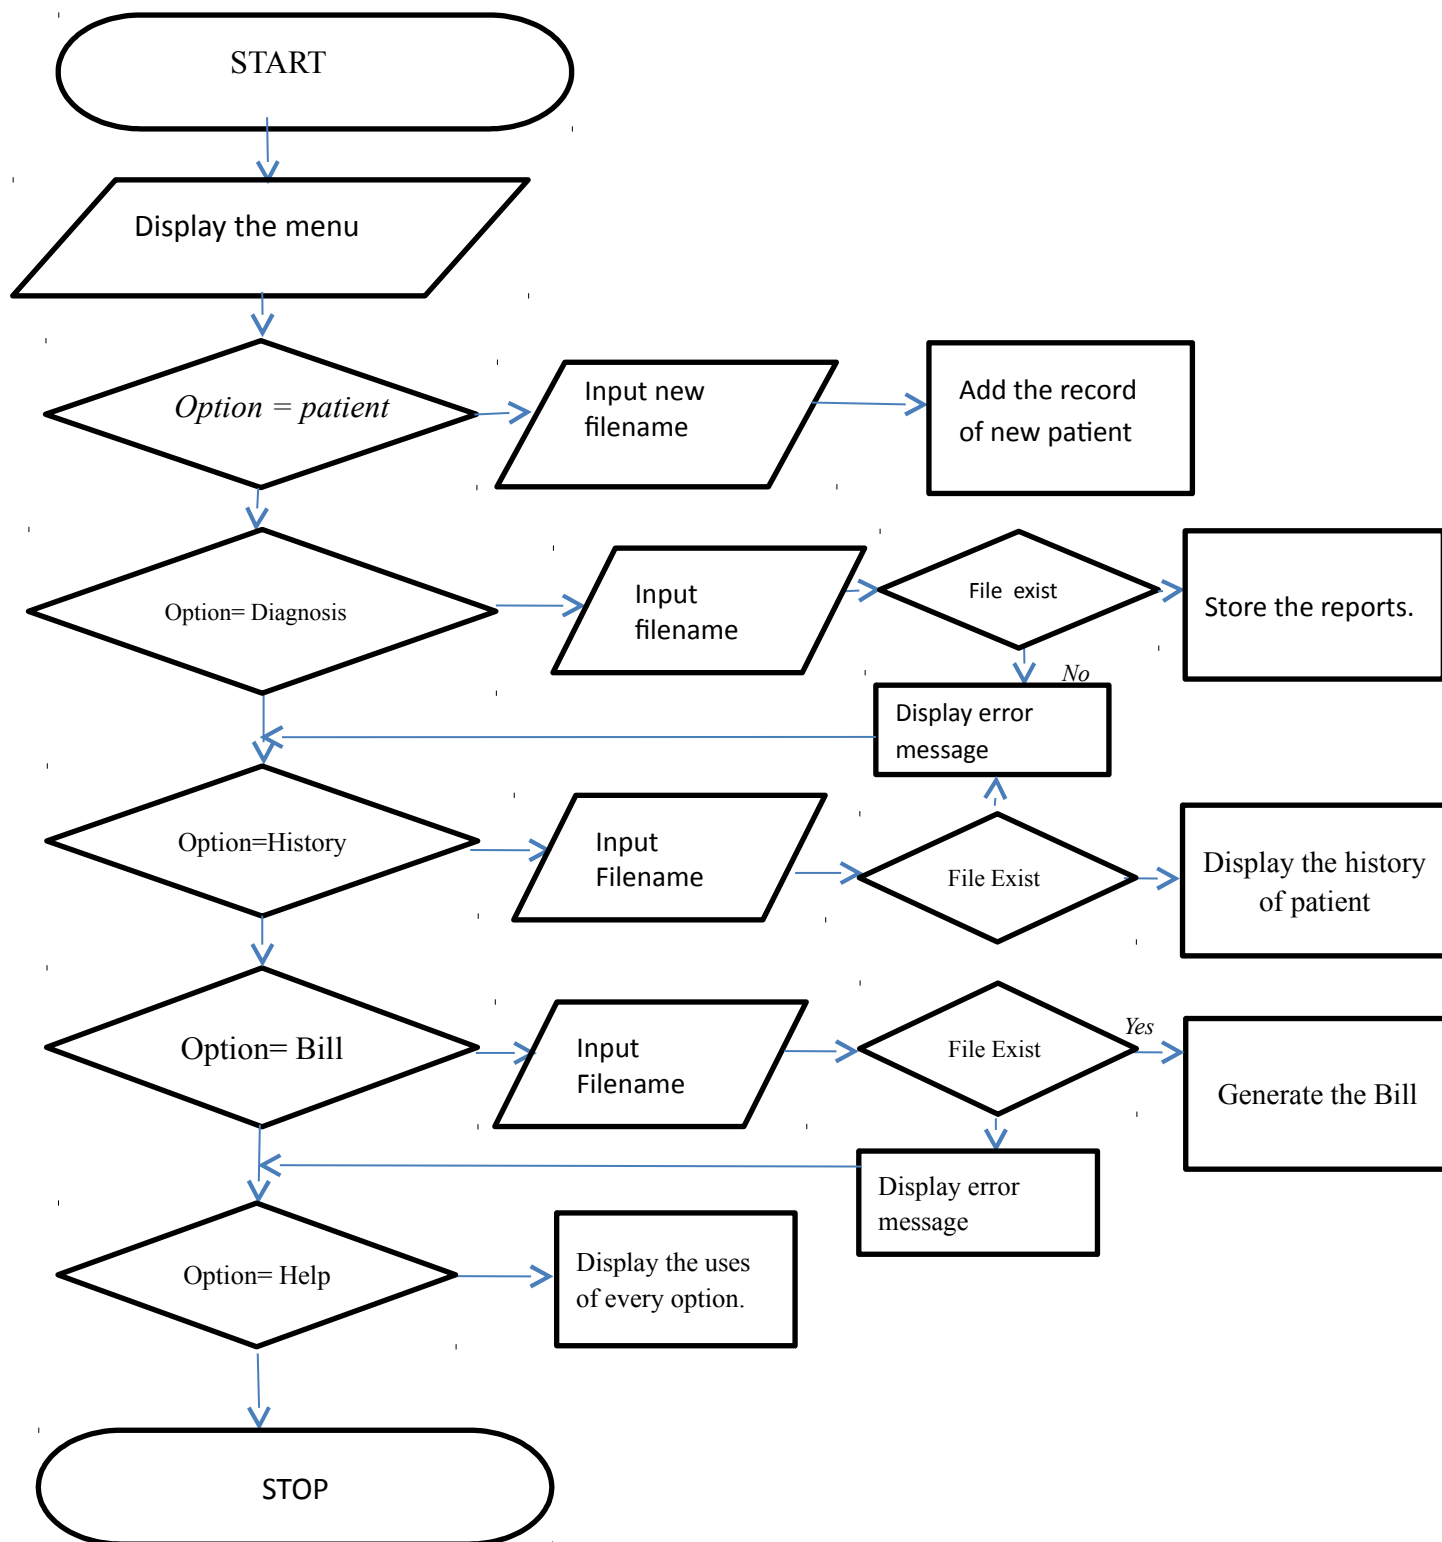 START
Display the menu
Option = patient
Input new
filename
Add the record
of new patient
Option= Diagnosis
Input
filename
File  exist
Store the reports.
No
Display error
message
Option=History
Input
Filename
File Exist
Display the history
of patient
Option= Bill
Input
Filename
File Exist
Yes
Generate the Bill
Display error
message
Option= Help
Display the uses
of every option.
STOP